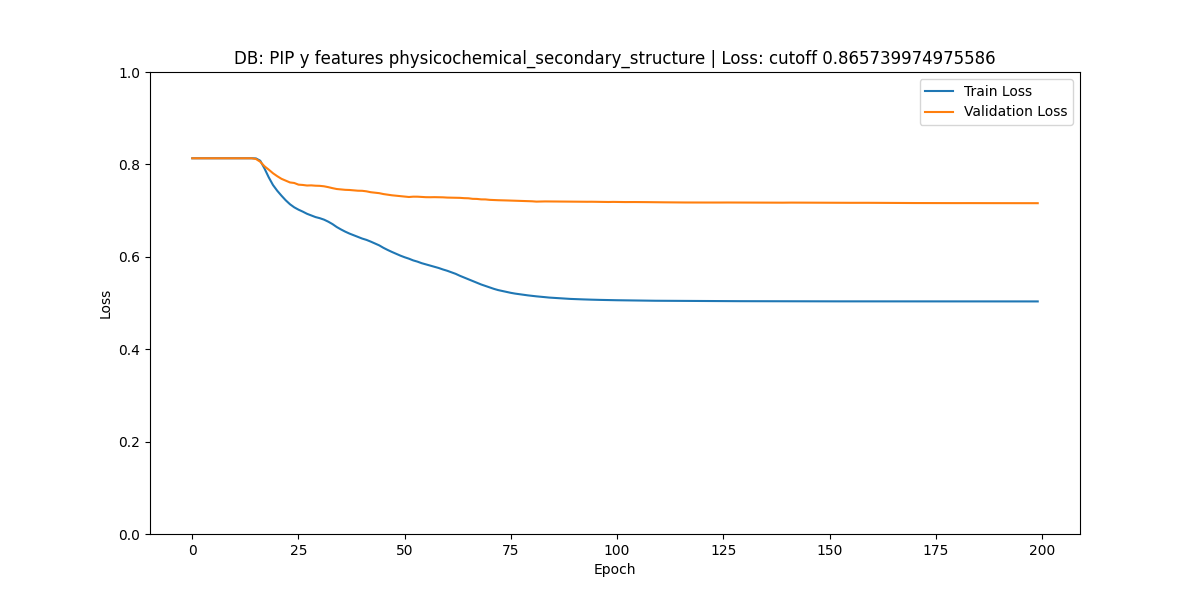 DB: PIP y features physicochemical_secondary_structure | Loss: cutoff 0.865739974975586
1.0
0.8
0.6
0.4
0.2
0.0
Loss
Train Loss
Validation Loss
0 25 50 75 100 125 150 175 200
Epoch